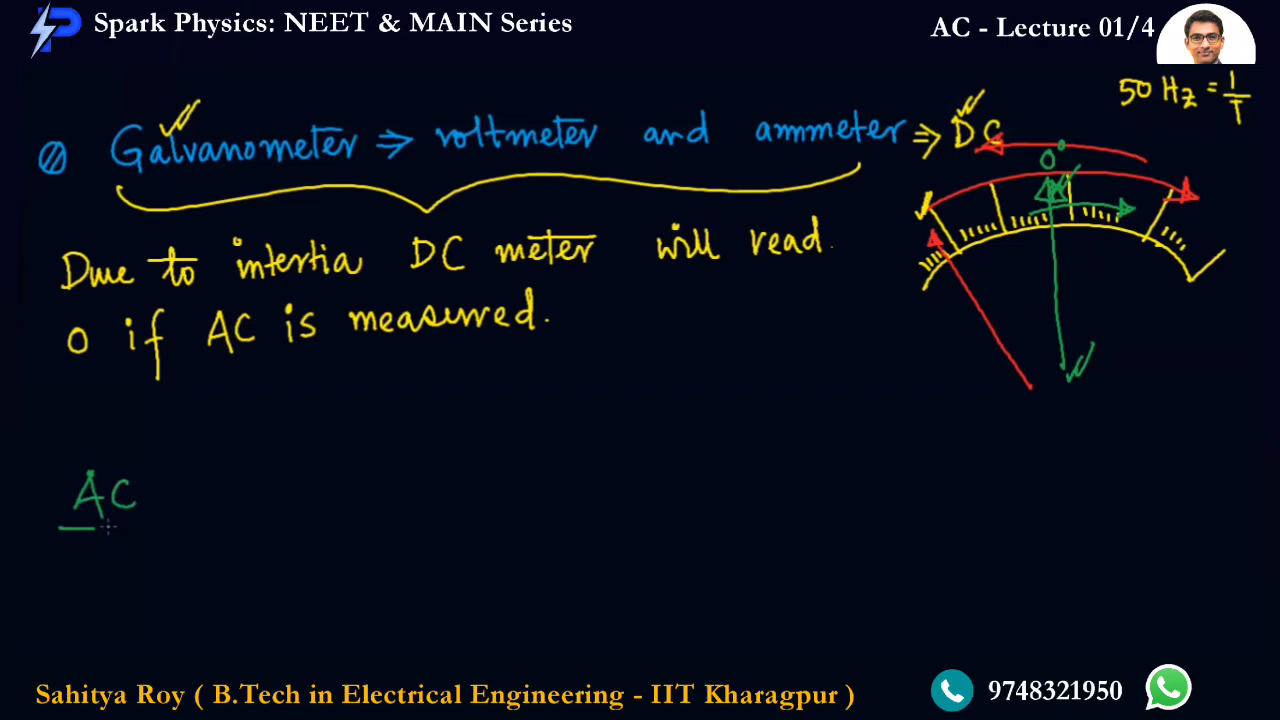 Spark Physics: NEET & MAIN Series
AC - Lecture 01/4
50 Hz = 1/T
Galvanometer ⇒ voltmeter and ammeter ⇒ DC
0°
Due to intertia DC meter will read
0 if AC is measured.
AC
Sahitya Roy ( B.Tech in Electrical Engineering - IIT Kharagpur )
9748321950